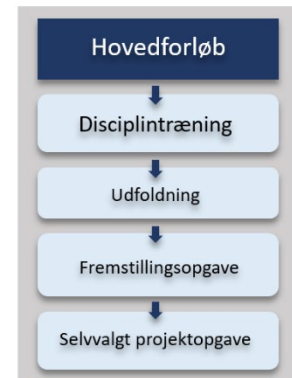 Hovedforløb
Disciplintræning
Udfoldning
Fremstillingsopgave
Selvvalgt projektopgave